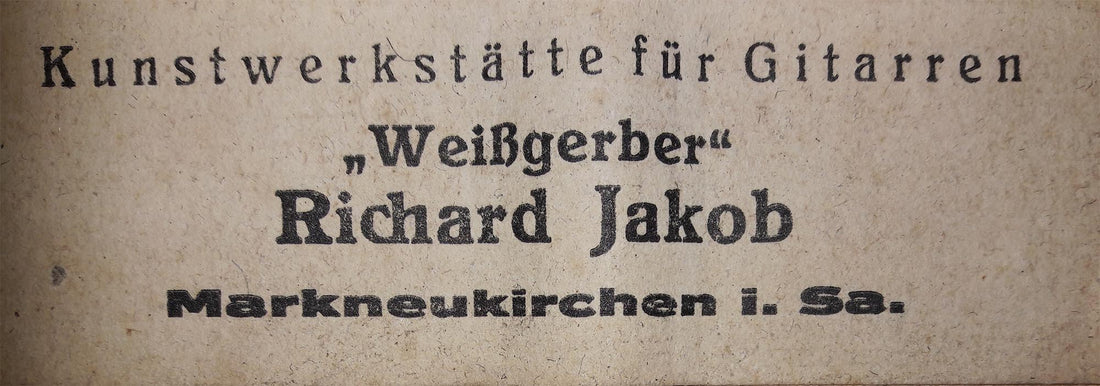 Kunstwerkstätte für Gitarren
„Weißgerber“
Richard Jakob
Markneukirchen i. Sa.